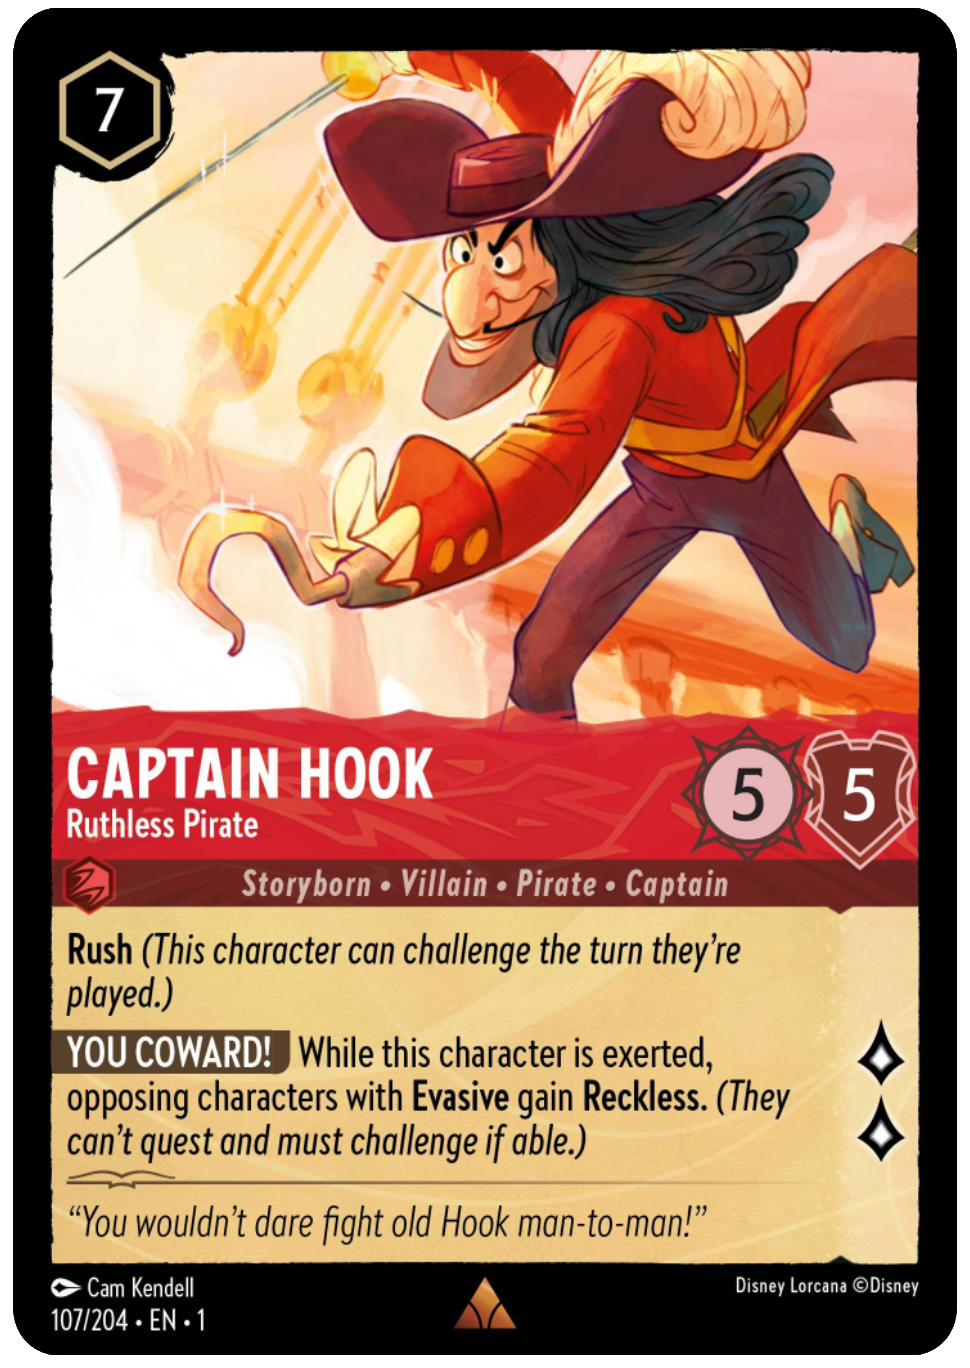 7
CAPTAIN HOOK
Ruthless Pirate
5 5
Storyborn • Villain • Pirate • Captain
Rush (This character can challenge the turn they’re
played.)
YOU COWARD! While this character is exerted,
opposing characters with Evasive gain Reckless. (They
can’t quest and must challenge if able.)
“You wouldn’t dare fight old Hook man-to-man!”
Cam Kendell
Disney Lorcana ©Disney
107/204 • EN • 1